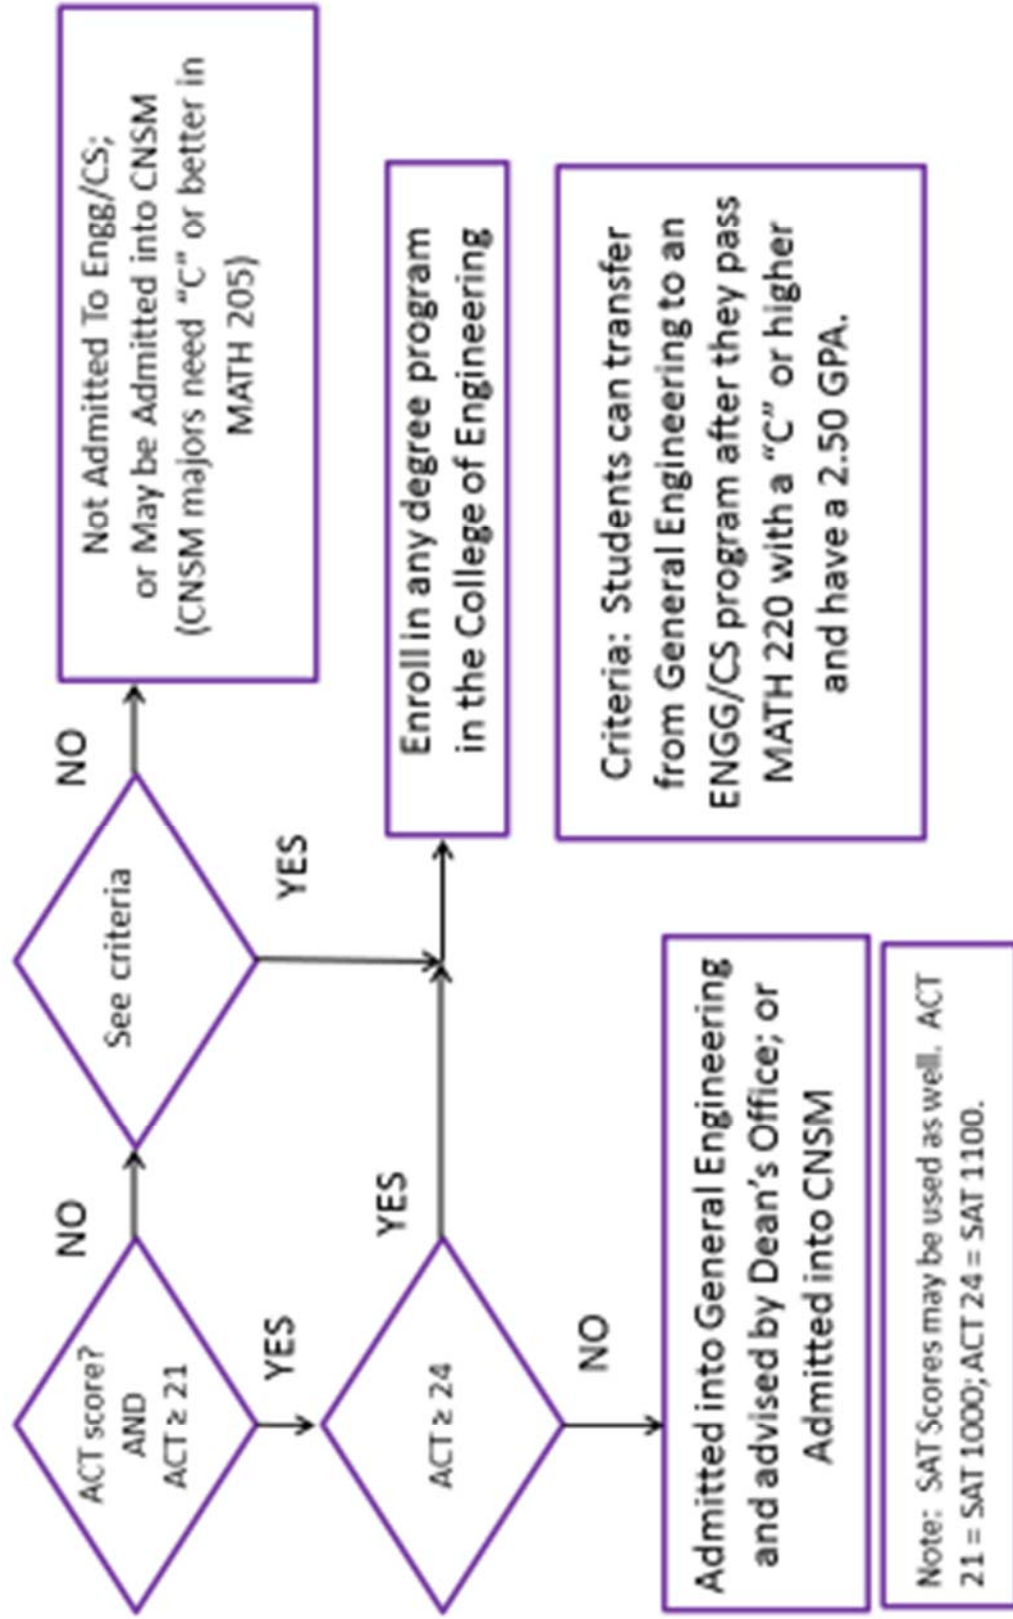 ACT score?
AND
ACT ≥ 21
NO
See criteria
NO
Not Admitted To Engg/CS;
or May be Admitted into CNSM
(CNSM majors need "C" or better in
MATH 205)
YES
YES
ACT ≥ 24
YES
Enroll in any degree program
in the College of Engineering
NO
Admitted into General Engineering
and advised by Dean's Office; or
Admitted into CNSM
Criteria: Students can transfer
from General Engineering to an
ENGG/CS program after they pass
MATH 220 with a "C" or higher
and have a 2.50 GPA.
Note: SAT Scores may be used as well. ACT
21 = SAT 1000; ACT 24 = SAT 1100.